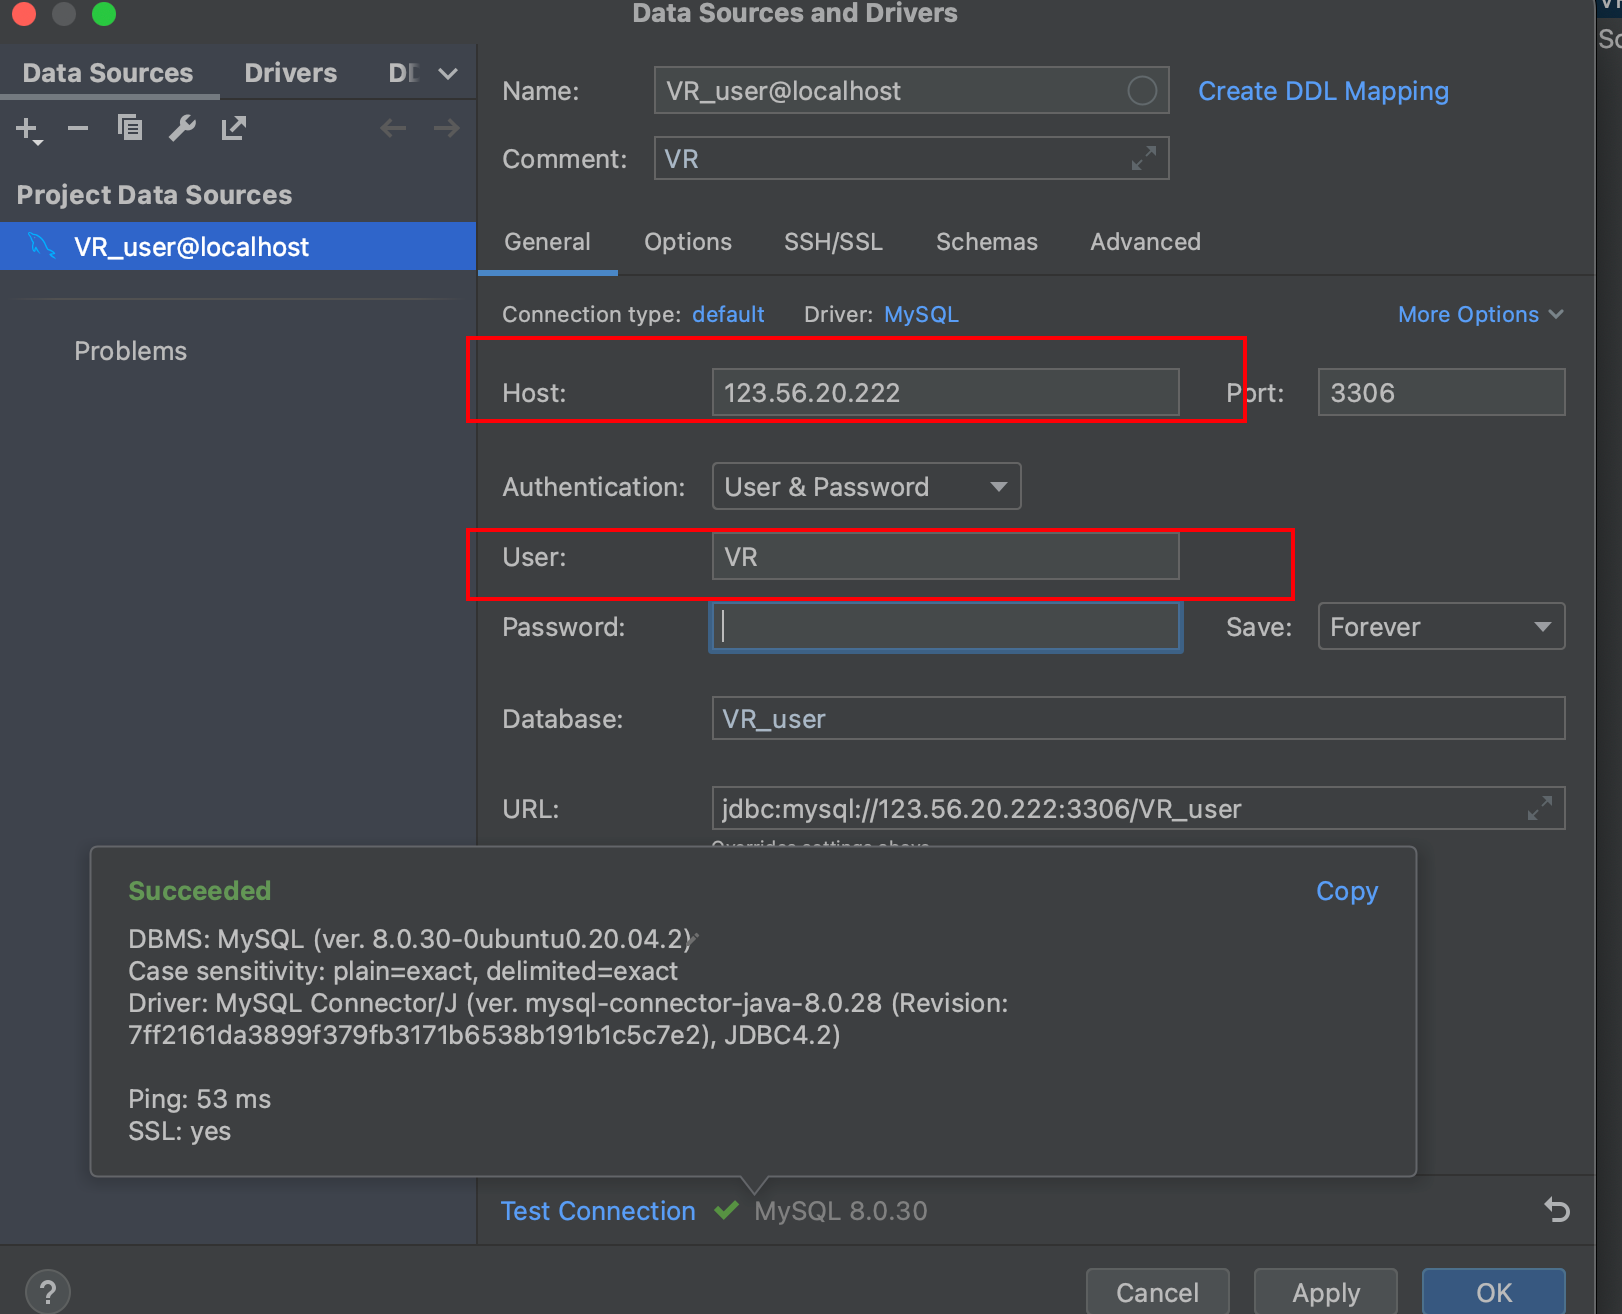 Data Sources and Drivers
Data Sources
Drivers
Name:
VR_user@localhost
Create DDL Mapping
Comment:
VR
Project Data Sources
VR_user@localhost
Problems
General
Options
SSH/SSL
Schemas
Advanced
Connection type: default
Driver: MySQL
More Options
Host:
123.56.20.222
Port:
3306
Authentication:
User & Password
User:
VR
Password:
Save:
Forever
Database:
VR_user
URL:
jdbc:mysql://123.56.20.222:3306/VR_user
Overrides settings above
Succeeded
Copy
DBMS: MySQL (ver. 8.0.30-0ubuntu0.20.04.2)
Case sensitivity: plain=exact, delimited=exact
Driver: MySQL Connector/J (ver. mysql-connector-java-8.0.28 (Revision:
7ff2161da3899f379fb3171b6538b191b1c5c7e2), JDBC4.2)
Ping: 53 ms
SSL: yes
Test Connection
MySQL 8.0.30
?
Cancel
Apply
OK